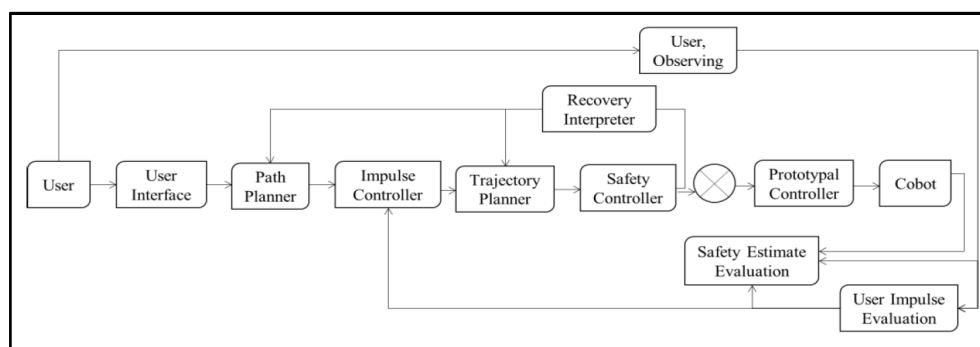 User,
Observing
Recovery
Interpreter
User
User
Interface
Path
Planner
Impulse
Controller
Trajectory
Planner
Safety
Controller
Prototypal
Controller
Cobot
Safety Estimate
Evaluation
User Impulse
Evaluation